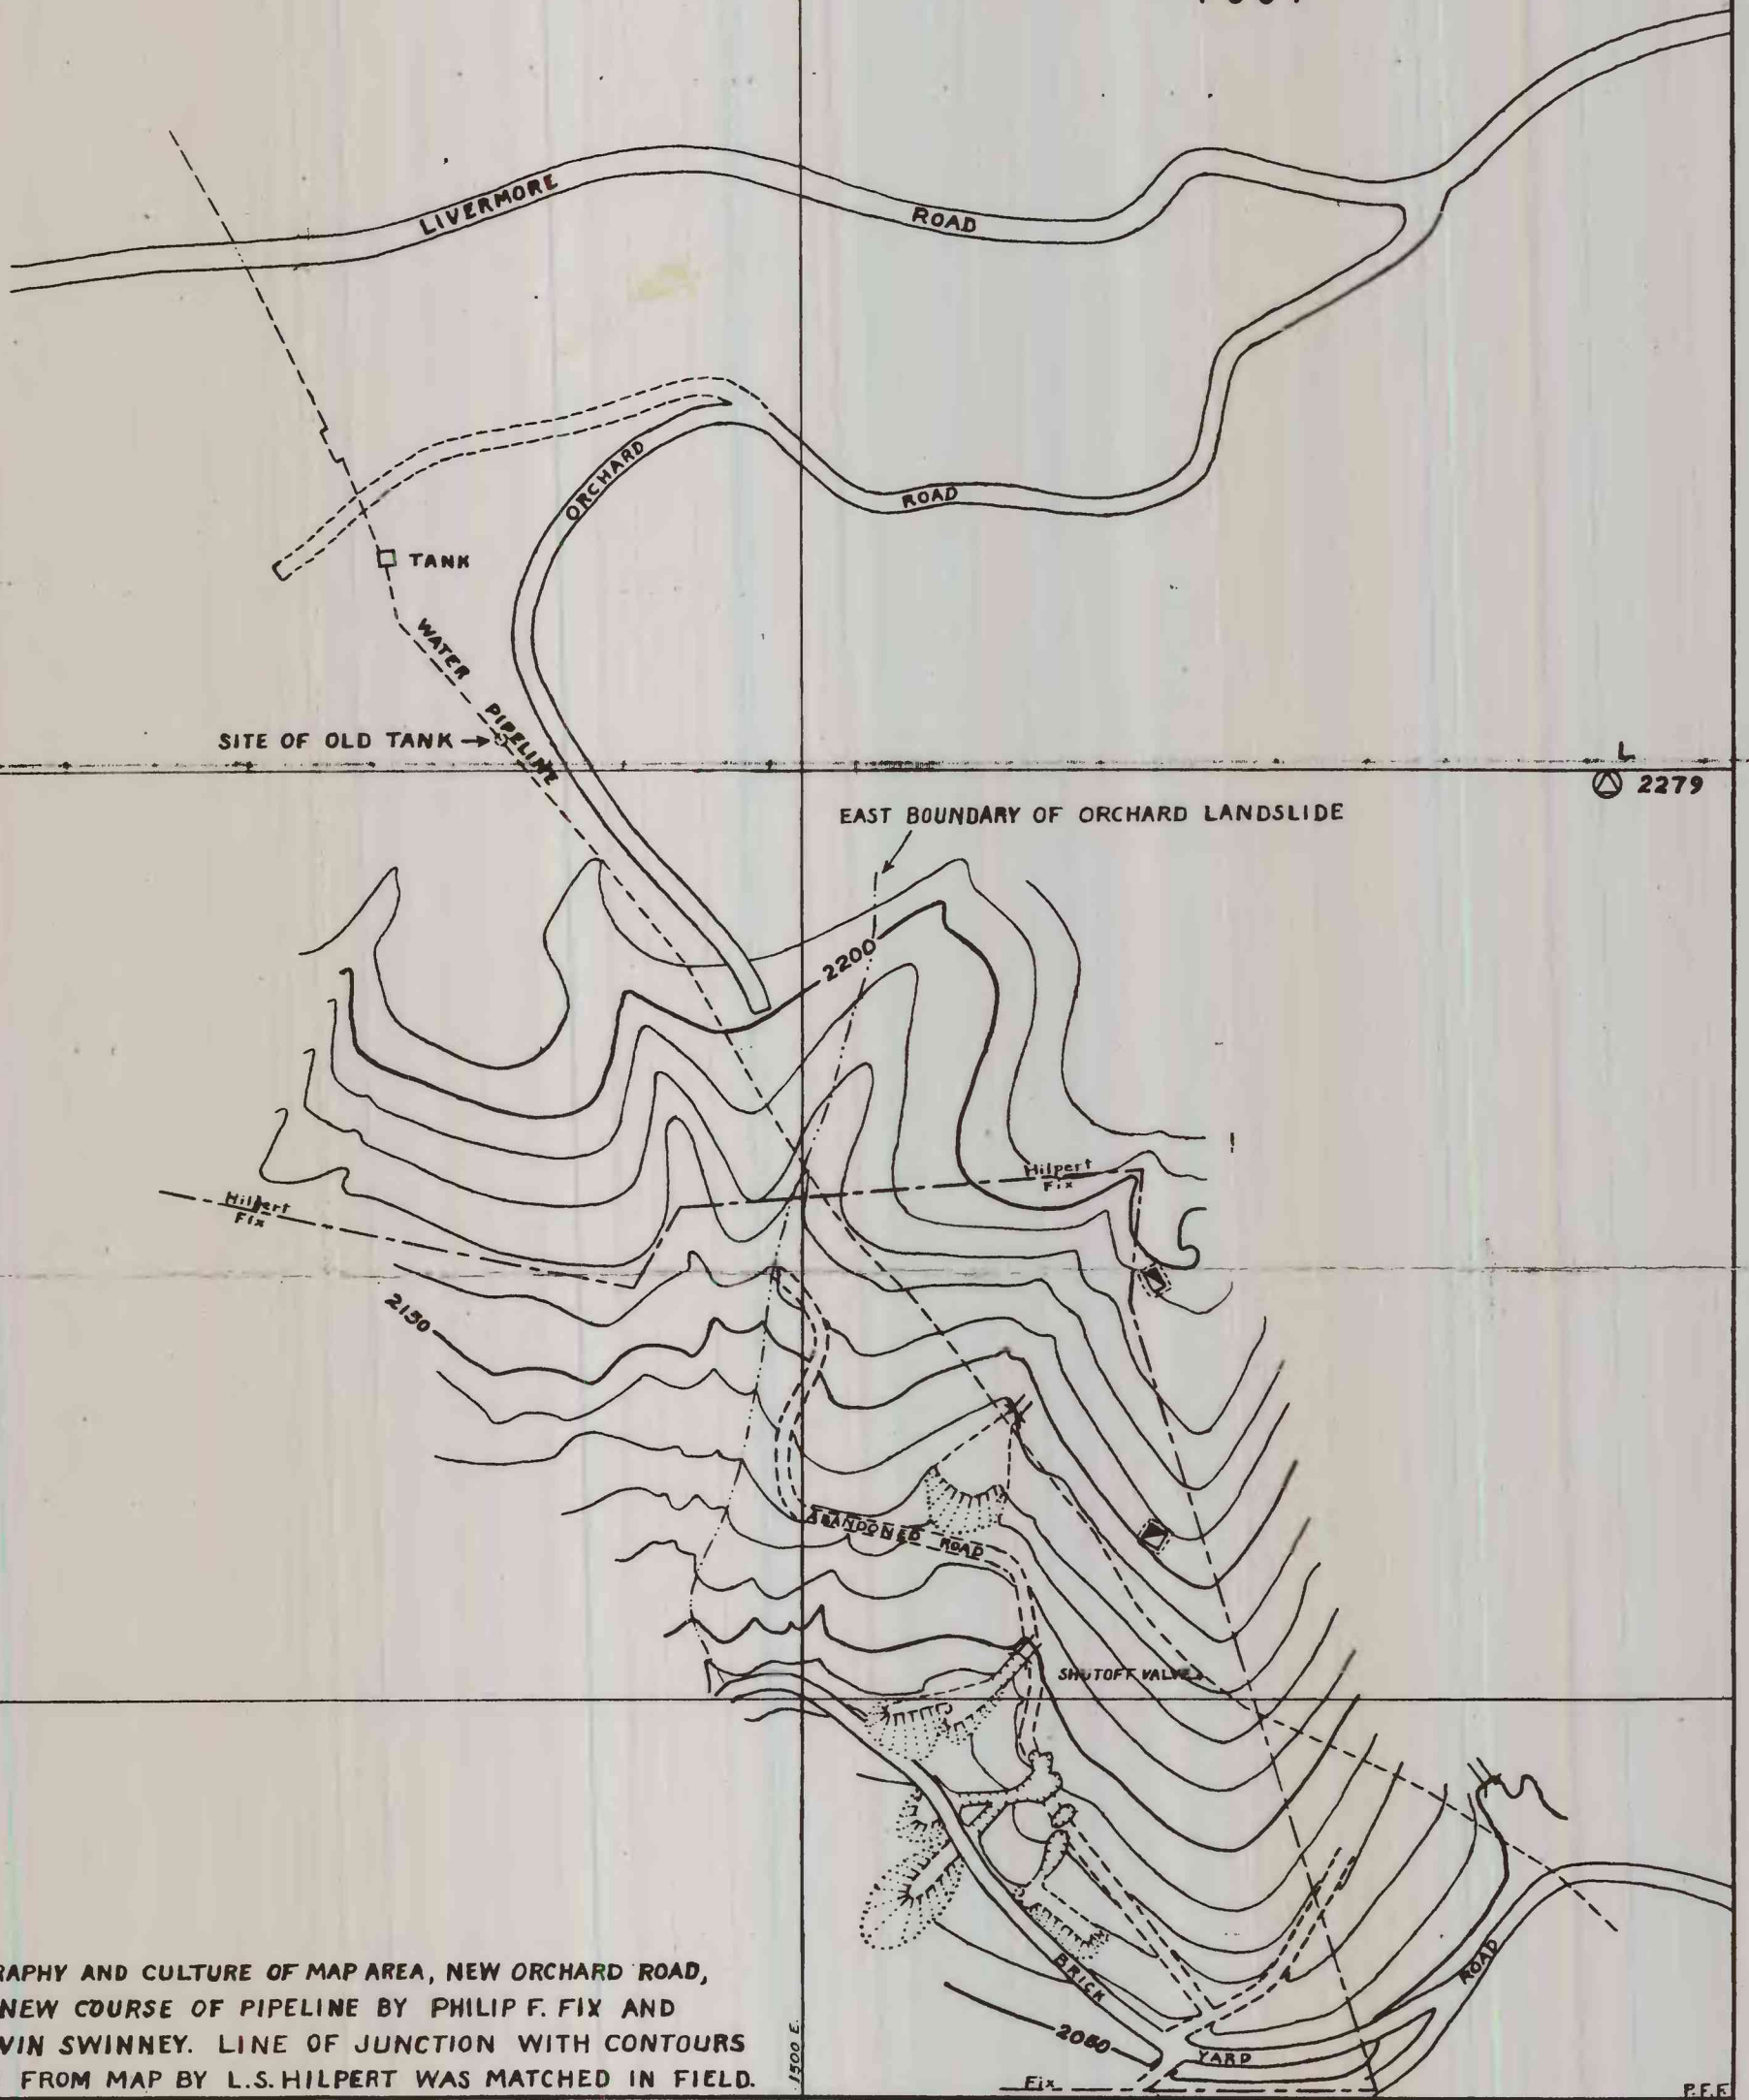 LIVERMORE
ROAD
ORCHARD
ROAD
TANK
WATER
PIPELINE
SITE OF OLD TANK
L
2279
EAST BOUNDARY OF ORCHARD LANDSLIDE
2200
Hilpert
Fix
Hilpert
Fix
2150
ABANDONED ROAD
SHUTOFF VALVE
BRICK
ROAD
RAPHY AND CULTURE OF MAP AREA, NEW ORCHARD ROAD,
NEW COURSE OF PIPELINE BY PHILIP F. FIX AND
VIN SWINNEY. LINE OF JUNCTION WITH CONTOURS
FROM MAP BY L.S. HILPERT WAS MATCHED IN FIELD.
1500 E.
2050
YARD
Fix
P.F.F.